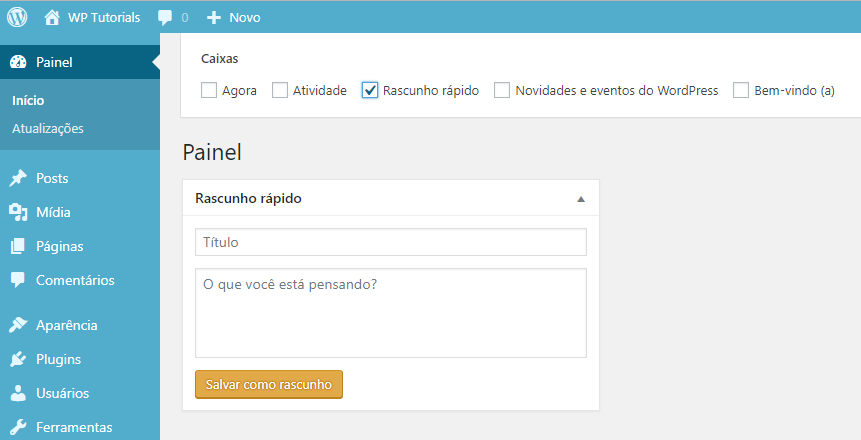 WP Tutorials 0 Novo
Painel
Início
Atualizações
Posts
Mídia
Páginas
Comentários
Aparência
Plugins
Usuários
Ferramentas
Caixas
Agora Atividade Rascunho rápido Novidades e eventos do WordPress Bem-vindo (a)
Painel
Rascunho rápido
Título
O que você está pensando?
Salvar como rascunho